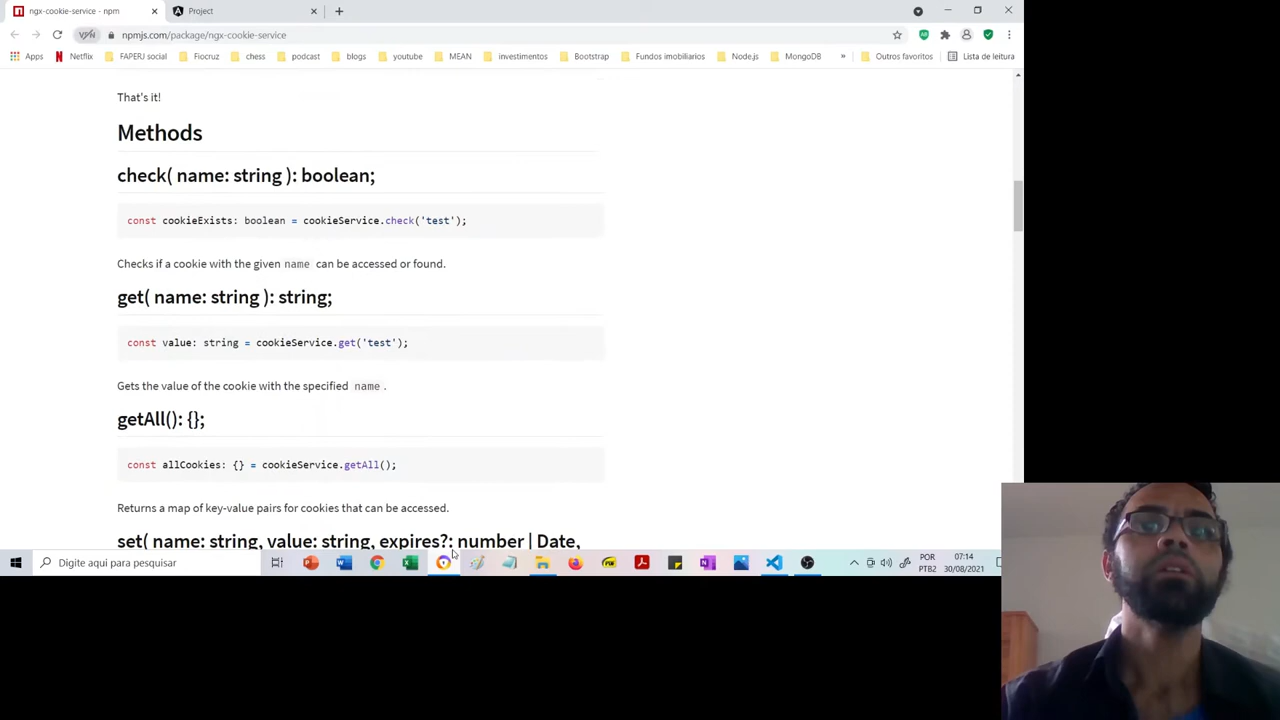 ngx-cookie-service - npm
Project
npmjs.com/package/ngx-cookie-service
Apps Netflix FAPERJ social Fiocruz chess podcast blogs youtube MEAN investimentos Bootstrap Fundos imobiliarios Node.js MongoDB » Outros favoritos Lista de leitura
That's it!
Methods
check( name: string ): boolean;
const cookieExists: boolean = cookieService.check('test');
Checks if a cookie with the given name can be accessed or found.
get( name: string ): string;
const value: string = cookieService.get('test');
Gets the value of the cookie with the specified name .
getAll(): {};
const allCookies: {} = cookieService.getAll();
Returns a map of key-value pairs for cookies that can be accessed.
set( name: string, value: string, expires?: number | Date,
Digite aqui para pesquisar
POR
PTB2
07:14
30/08/2021